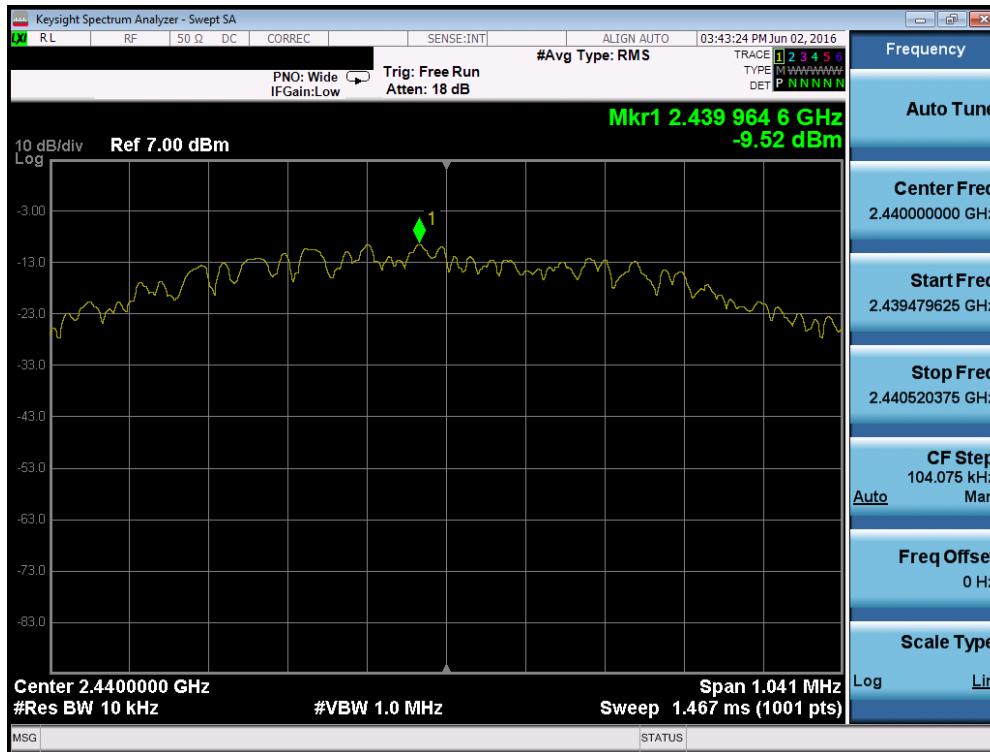 Keysight Spectrum Analyzer - Swept SA
LXI RL RF 50 Ω DC CORREC SENSE:INT ALIGN AUTO 03:43:24 PM Jun 02, 2016
#Avg Type: RMS
TRACE 1 2 3 4 5 6
TYPE M W W W W W
DET P N N N N N
PNO: Wide
IFGain:Low
Trig: Free Run
Atten: 18 dB
Mkr1 2.439 964 6 GHz
-9.52 dBm
10 dB/div
Log
Ref 7.00 dBm
1
-3.00
-13.0
-23.0
-33.0
-43.0
-53.0
-63.0
-73.0
-83.0
Center 2.4400000 GHz
Span 1.041 MHz
#Res BW 10 kHz
#VBW 1.0 MHz
Sweep 1.467 ms (1001 pts)
MSG
STATUS
Frequency
Auto Tune
Center Freq
2.440000000 GHz
Start Freq
2.439479625 GHz
Stop Freq
2.440520375 GHz
CF Step
104.075 kHz
Auto Man
Freq Offset
0 Hz
Scale Type
Log Lin